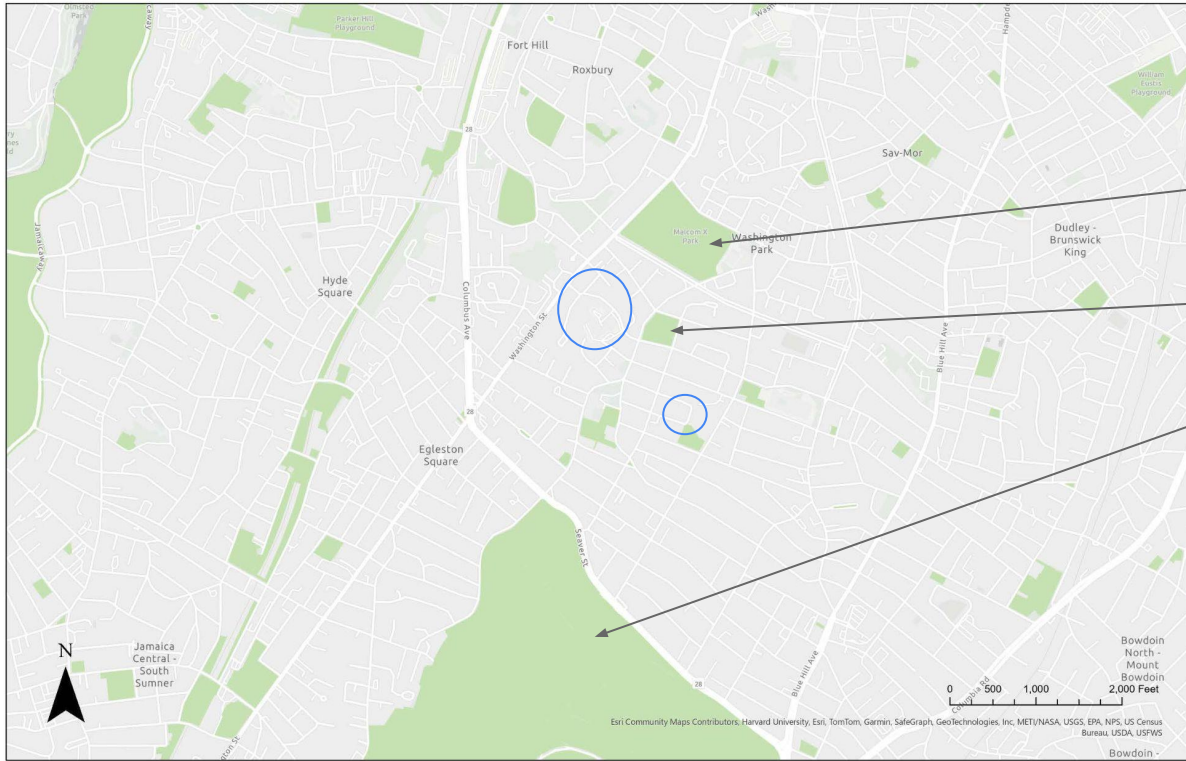 Olmsted
Park
Jamaicaway
Parker Hill
Playground
Fort Hill
Roxbury
Hampde
William
Eustis
Playground
28
Sav-Mor
Malcom X
Park
Washington
Park
Dudley -
Brunswick
King
Jamaicaway
Hyde
Square
Columbus Ave
Washington St
Blue Hill Ave
28
Egleston
Square
Seaver St
N
Jamaica
Central -
South
Sumner
28
Blue Hill Ave
Columbia Rd
Bowdoin
North -
Mount
Bowdoin
0 500 1,000 2,000 Feet
Esri Community Maps Contributors, Harvard University, Esri, TomTom, Garmin, SafeGraph, GeoTechnologies, Inc, METI/NASA, USGS, EPA, NPS, US Census
Bureau, USDA, USFWS
Bowdoin -